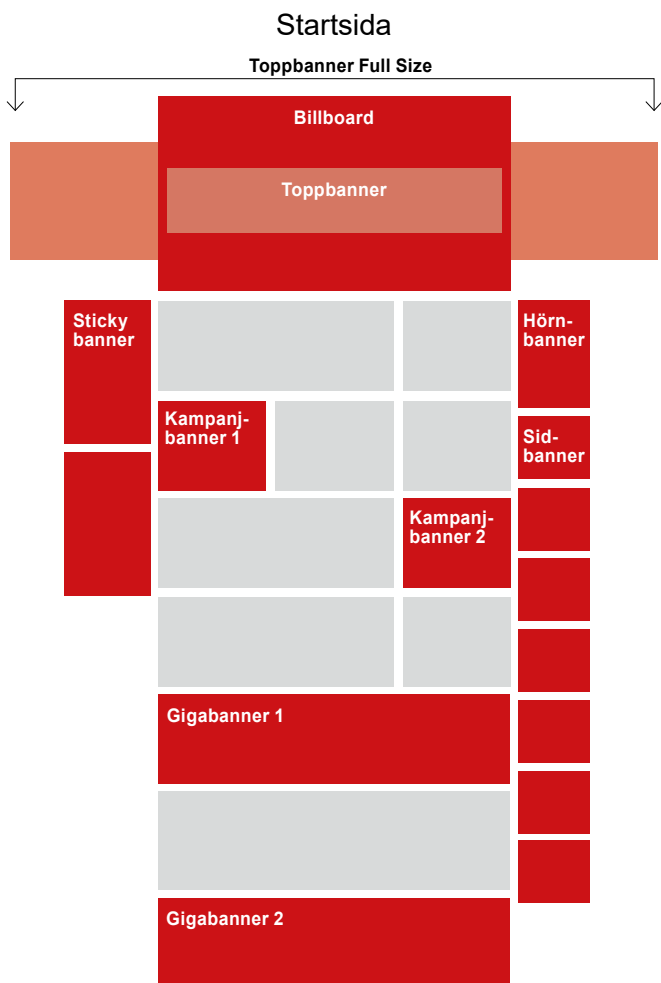 Startsida
Toppbanner Full Size
Billboard
Toppbanner
Sticky
banner
Hörn-
banner
Kampanj-
banner 1
Sid-
banner
Kampanj-
banner 2
Gigabanner 1
Gigabanner 2